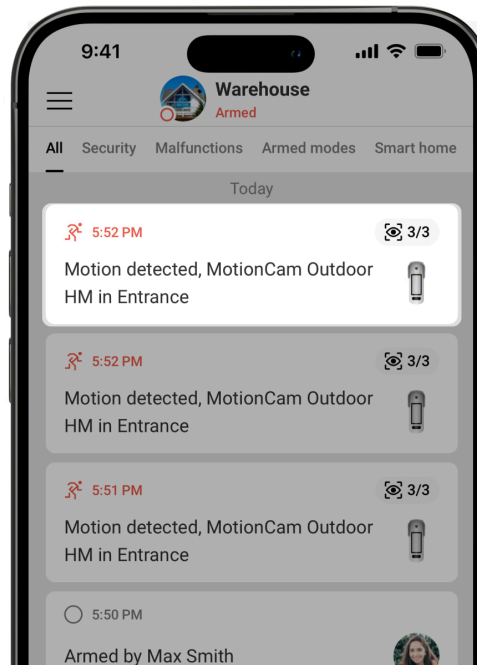 9:41
Warehouse
Armed
All Security Malfunctions Armed modes Smart home
Today
5:52 PM 3/3
Motion detected, MotionCam Outdoor
HM in Entrance
5:52 PM 3/3
Motion detected, MotionCam Outdoor
HM in Entrance
5:51 PM 3/3
Motion detected, MotionCam Outdoor
HM in Entrance
5:50 PM
Armed by Max Smith